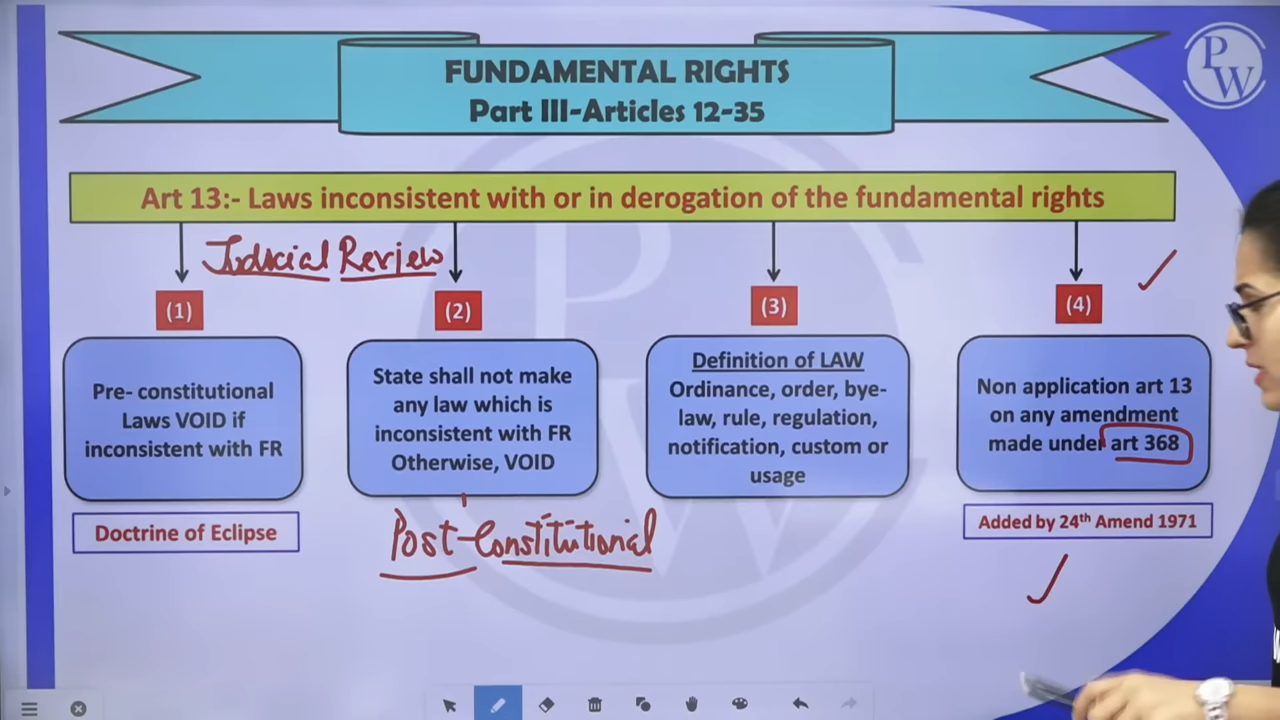 FUNDAMENTAL RIGHTS
Part III-Articles 12-35
PW
Art 13:- Laws inconsistent with or in derogation of the fundamental rights
Judicial Review
(1)
(2)
(3)
(4)
Pre- constitutional
Laws VOID if
inconsistent with FR
Doctrine of Eclipse
State shall not make
any law which is
inconsistent with FR
Otherwise, VOID
Post-Constitutional
Definition of LAW
Ordinance, order, bye-
law, rule, regulation,
notification, custom or
usage
Non application art 13
on any amendment
made under art 368
Added by 24th Amend 1971